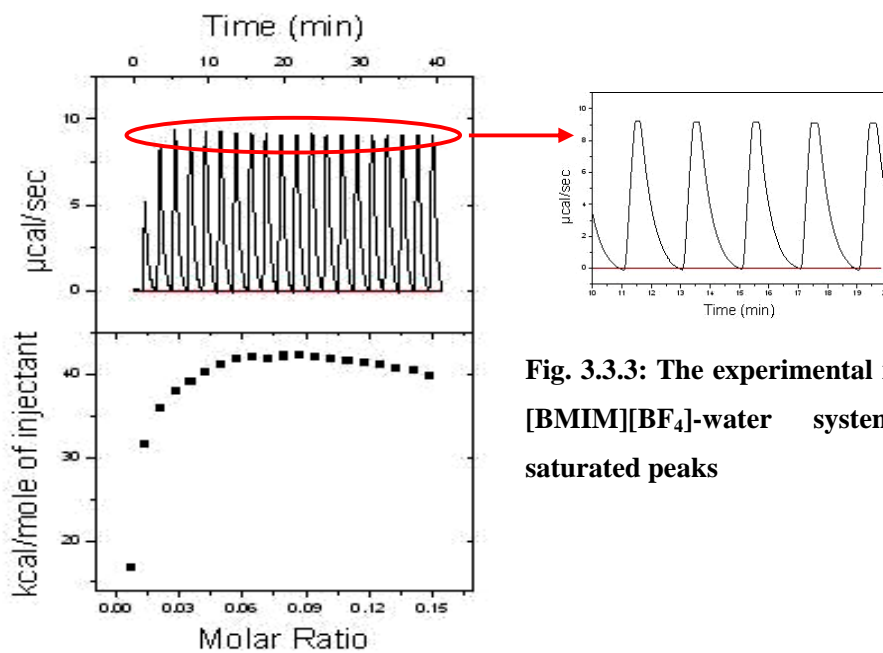 Time (min)
0 10 20 30 40
10
5
0
µcal/sec
40
30
20
kcal/mole of injectant
0.00 0.03 0.06 0.09 0.12 0.15
Molar Ratio
10
8
6
4
2
0
µcal/sec
10 11 12 13 14 15 16 17 18 19
Time (min)
Fig. 3.3.3: The experimental
[BMIM][BF₄]-water system
saturated peaks